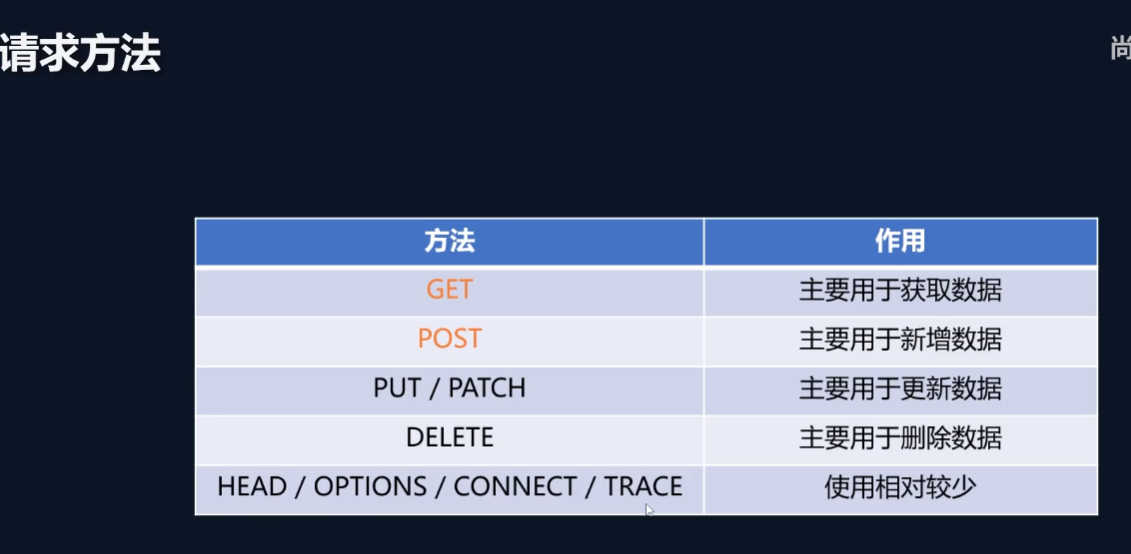 请求方法
尚
方法 作用
GET 主要用于获取数据
POST 主要用于新增数据
PUT / PATCH 主要用于更新数据
DELETE 主要用于删除数据
HEAD / OPTIONS / CONNECT / TRACE 使用相对较少